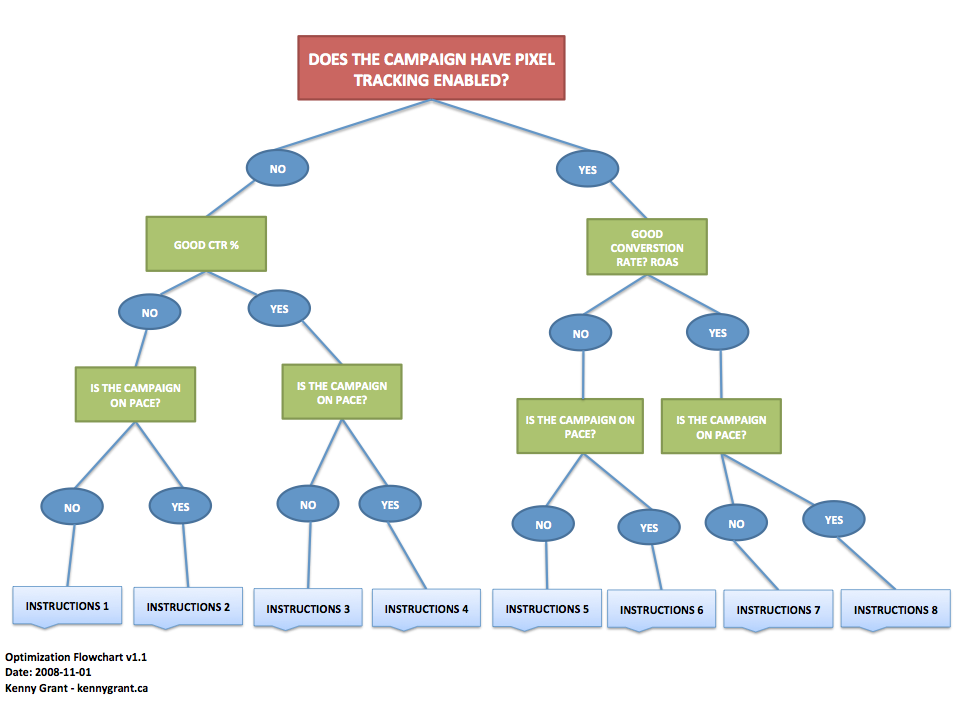 DOES THE CAMPAIGN HAVE PIXEL
TRACKING ENABLED?
NO
YES
GOOD CTR %
GOOD
CONVERSTION
RATE? ROAS
NO
YES
NO
YES
IS THE CAMPAIGN
ON PACE?
IS THE CAMPAIGN
ON PACE?
IS THE CAMPAIGN ON
PACE?
IS THE CAMPAIGN
ON PACE?
NO
YES
NO
YES
NO
YES
NO
YES
INSTRUCTIONS 1
INSTRUCTIONS 2
INSTRUCTIONS 3
INSTRUCTIONS 4
INSTRUCTIONS 5
INSTRUCTIONS 6
INSTRUCTIONS 7
INSTRUCTIONS 8
Optimization Flowchart v1.1
Date: 2008-11-01
Kenny Grant - kennygrant.ca